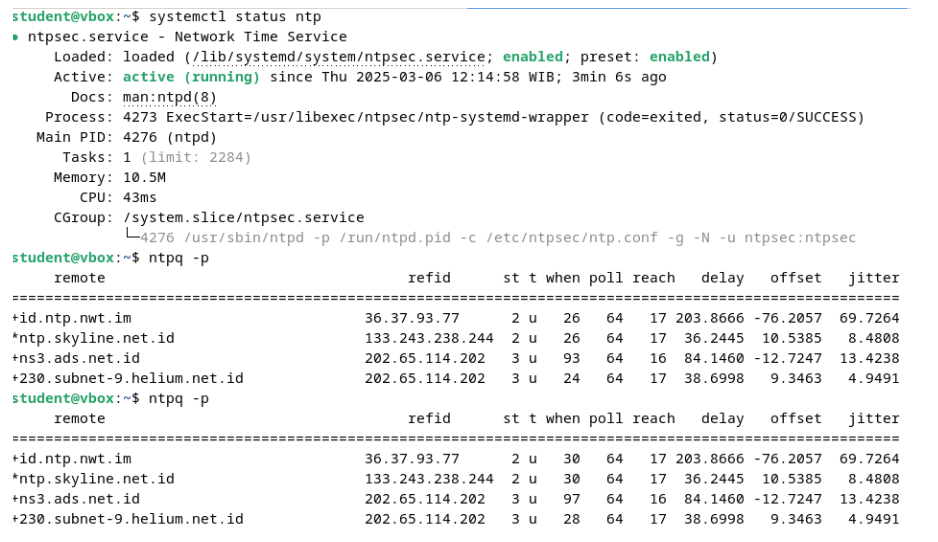 student@vbox:~$ systemctl status ntp
● ntpsec.service - Network Time Service
     Loaded: loaded (/lib/systemd/system/ntpsec.service; enabled; preset: enabled)
     Active: active (running) since Thu 2025-03-06 12:14:58 WIB; 3min 6s ago
       Docs: man:ntpd(8)
    Process: 4273 ExecStart=/usr/libexec/ntpsec/ntp-systemd-wrapper (code=exited, status=0/SUCCESS)
   Main PID: 4276 (ntpd)
      Tasks: 1 (limit: 2284)
     Memory: 10.5M
        CPU: 43ms
     CGroup: /system.slice/ntpsec.service
             └─4276 /usr/sbin/ntpd -p /run/ntpd.pid -c /etc/ntpsec/ntp.conf -g -N -u ntpsec:ntpsec
student@vbox:~$ ntpq -p
     remote                                   refid      st t when poll reach   delay   offset   jitter
=======================================================================================================
+id.ntp.nwt.im                           36.37.93.77      2 u   26   64   17 203.8666 -76.2057  69.7264
*ntp.skyline.net.id                      133.243.238.244  2 u   26   64   17  36.2445  10.5385   8.4808
+ns3.ads.net.id                          202.65.114.202   3 u   93   64   16  84.1460 -12.7247  13.4238
+230.subnet-9.helium.net.id              202.65.114.202   3 u   24   64   17  38.6998   9.3463   4.9491
student@vbox:~$ ntpq -p
     remote                                   refid      st t when poll reach   delay   offset   jitter
=======================================================================================================
+id.ntp.nwt.im                           36.37.93.77      2 u   30   64   17 203.8666 -76.2057  69.7264
*ntp.skyline.net.id                      133.243.238.244  2 u   30   64   17  36.2445  10.5385   8.4808
+ns3.ads.net.id                          202.65.114.202   3 u   97   64   16  84.1460 -12.7247  13.4238
+230.subnet-9.helium.net.id              202.65.114.202   3 u   28   64   17  38.6998   9.3463   4.9491